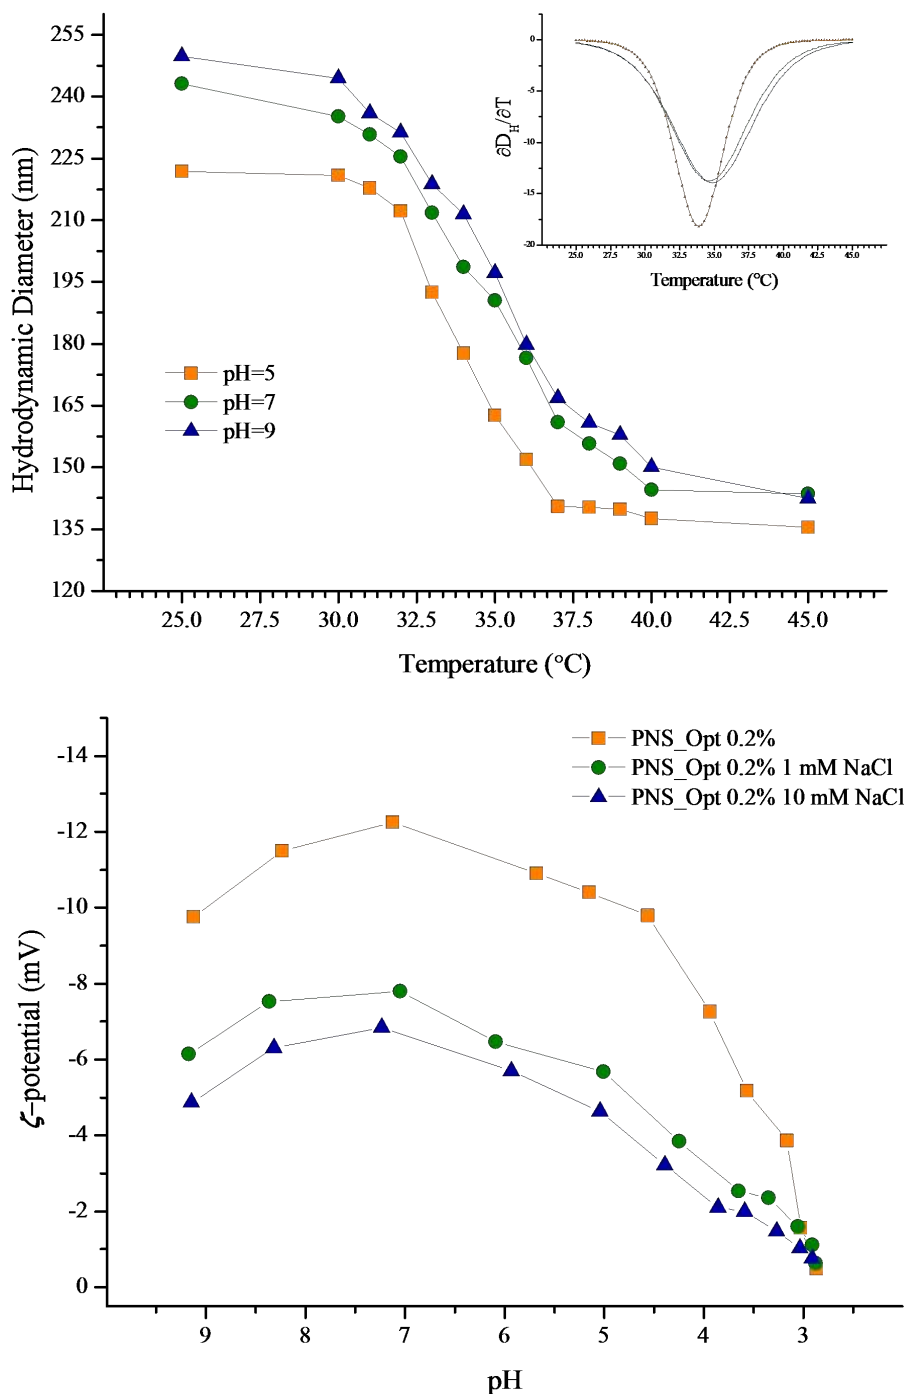 255
240
225
210
195
180
165
150
135
120
Hydrodynamic Diameter (nm)
pH=5
pH=7
pH=9
25.0 27.5 30.0 32.5 35.0 37.5 40.0 42.5 45.0
Temperature (°C)
0
-5
-10
-15
-20
∂D_H/∂T
25.0 27.5 30.0 32.5 35.0 37.5 40.0 42.5 45.0
Temperature (°C)
PNS_Opt 0.2%
PNS_Opt 0.2% 1 mM NaCl
PNS_Opt 0.2% 10 mM NaCl
-14
-12
-10
-8
-6
-4
-2
0
ζ-potential (mV)
9 8 7 6 5 4 3
pH